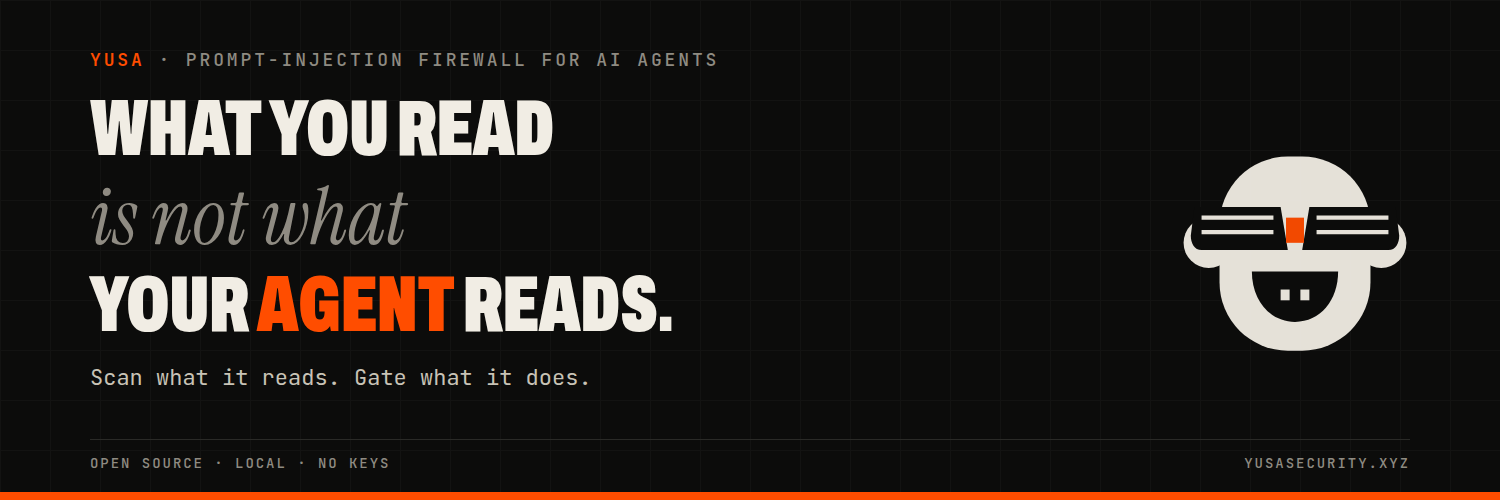 YUSA · PROMPT-INJECTION FIREWALL FOR AI AGENTS
WHAT YOU READ
is not what
YOUR AGENT READS.
Scan what it reads. Gate what it does.
OPEN SOURCE · LOCAL · NO KEYS
YUSASECURITY.XYZ